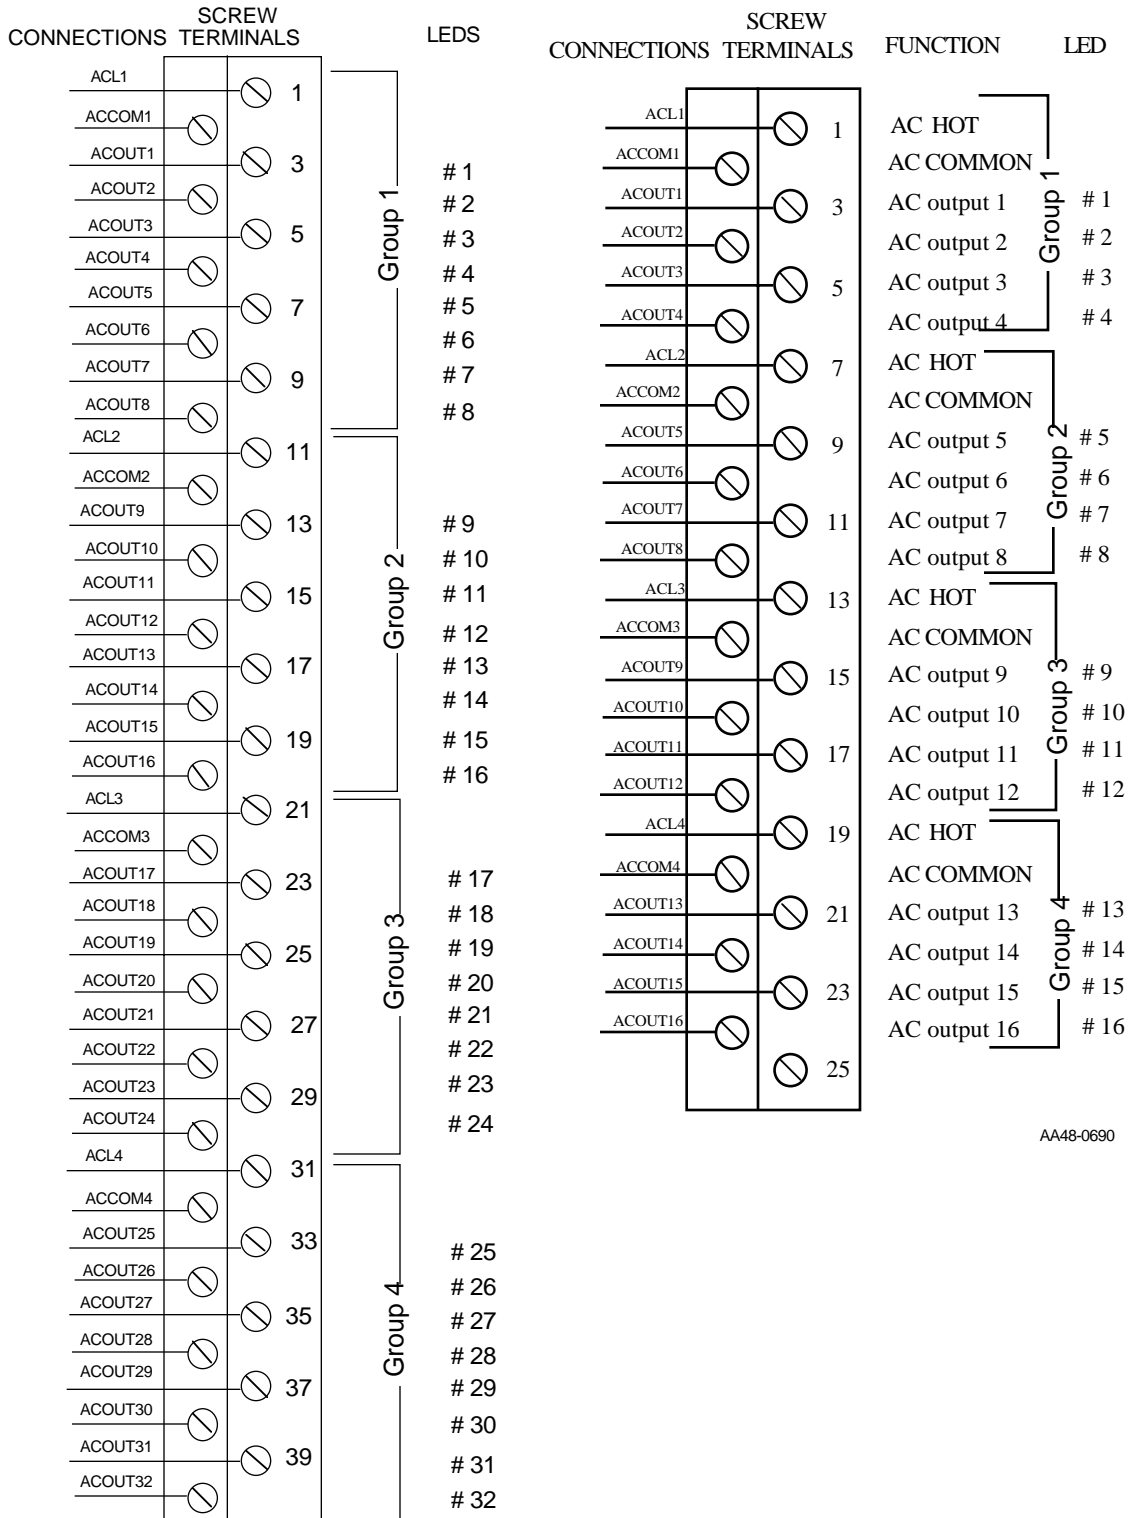 SCREW
CONNECTIONS TERMINALS
LEDS
ACL1
1
ACCOM1
ACOUT1
3
# 1
ACOUT2
# 2
ACOUT3
5
# 3
ACOUT4
# 4
ACOUT5
7
# 5
ACOUT6
# 6
ACOUT7
9
# 7
ACOUT8
# 8
Group 1
ACL2
11
ACCOM2
ACOUT9
13
# 9
ACOUT10
# 10
ACOUT11
15
# 11
ACOUT12
# 12
ACOUT13
17
# 13
ACOUT14
# 14
ACOUT15
19
# 15
ACOUT16
# 16
Group 2
ACL3
21
ACCOM3
ACOUT17
23
# 17
ACOUT18
# 18
ACOUT19
25
# 19
ACOUT20
# 20
ACOUT21
27
# 21
ACOUT22
# 22
ACOUT23
29
# 23
ACOUT24
# 24
Group 3
ACL4
31
ACCOM4
ACOUT25
33
# 25
ACOUT26
# 26
ACOUT27
35
# 27
ACOUT28
# 28
ACOUT29
37
# 29
ACOUT30
# 30
ACOUT31
39
# 31
ACOUT32
# 32
Group 4
SCREW
CONNECTIONS TERMINALS
FUNCTION
LED
ACL1
1
AC HOT
ACCOM1
AC COMMON
ACOUT1
3
AC output 1
# 1
ACOUT2
AC output 2
# 2
ACOUT3
5
AC output 3
# 3
ACOUT4
AC output 4
# 4
Group 1
ACL2
7
AC HOT
ACCOM2
AC COMMON
ACOUT5
9
AC output 5
# 5
ACOUT6
AC output 6
# 6
ACOUT7
11
AC output 7
# 7
ACOUT8
AC output 8
# 8
Group 2
ACL3
13
AC HOT
ACCOM3
AC COMMON
ACOUT9
15
AC output 9
# 9
ACOUT10
AC output 10
# 10
ACOUT11
17
AC output 11
# 11
ACOUT12
AC output 12
# 12
Group 3
ACL4
19
AC HOT
ACCOM4
AC COMMON
ACOUT13
21
AC output 13
# 13
ACOUT14
AC output 14
# 14
ACOUT15
23
AC output 15
# 15
ACOUT16
AC output 16
# 16
Group 4
25
AA48-0690